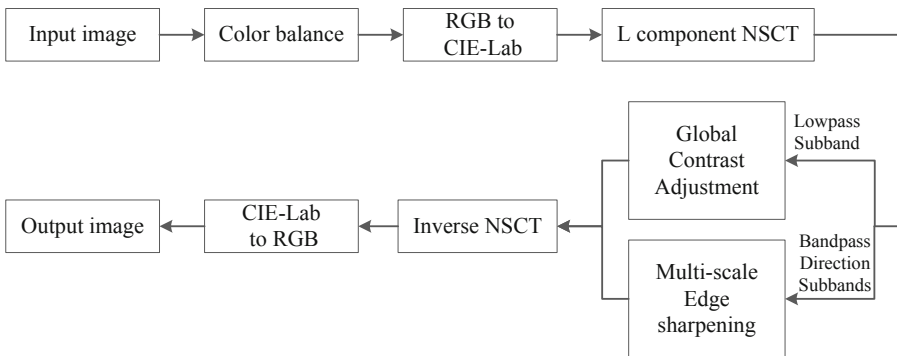 Input image
Color balance
RGB to
CIE-Lab
L component NSCT
Global
Contrast
Adjustment
Lowpass
Subband
Output image
CIE-Lab
to RGB
Inverse NSCT
Multi-scale
Edge
sharpening
Bandpass
Direction
Subbands